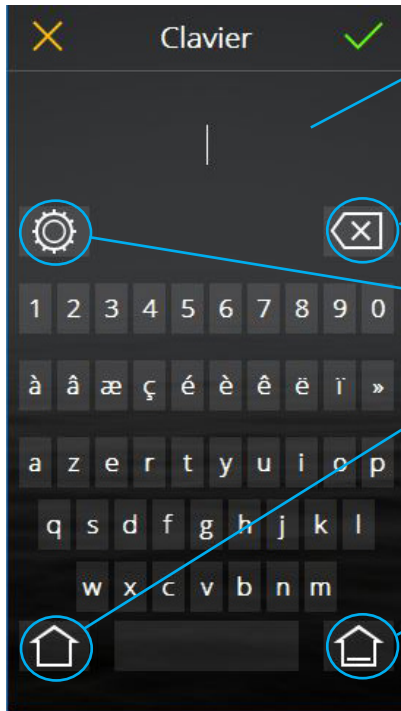 Clavier
1 2 3 4 5 6 7 8 9 0
à â æ ç é è ê ë ï »
a z e r t y u i o p
q s d f g h j k l
w x c v b n m